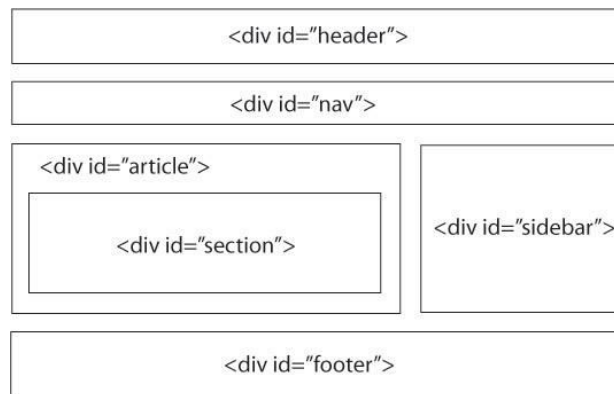 <div id=”header”>
<div id=”nav”>
<div id=”article”>
<div id=”section”>
<div id=”sidebar”>
<div id=”footer”>